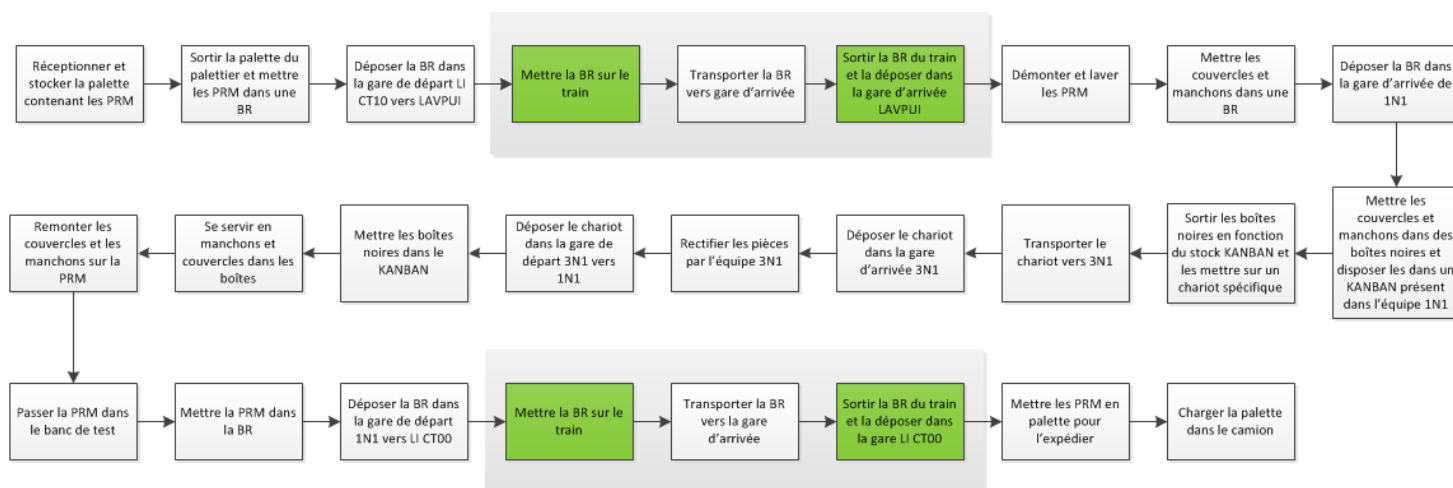 Réceptionner et
stocker la palette
contenant les PRM
Sortir la palette du
palettier et mettre
les PRM dans une
BR
Déposer la BR dans
la gare de départ LI
CT10 vers LAVPUI
Mettre la BR sur le
train
Transporter la BR
vers gare d’arrivée
Sortir la BR du train
et la déposer dans
la gare d’arrivée
LAVPUI
Démonter et laver
les PRM
Mettre les
couvercles et
manchons dans une
BR
Déposer la BR dans
la gare d’arrivée de
1N1
Mettre les
couvercles et
manchons dans des
boîtes noires et
disposer les dans un
KANBAN présent
dans l’équipe 1N1
Sortir les boîtes
noires en fonction
du stock KANBAN et
les mettre sur un
chariot spécifique
Transporter le
chariot vers 3N1
Déposer le chariot
dans la gare
d’arrivée 3N1
Rectifier les pièces
par l’équipe 3N1
Déposer le chariot
dans la gare de
départ 3N1 vers
1N1
Mettre les boîtes
noires dans le
KANBAN
Se servir en
manchons et
couvercles dans les
boîtes
Remonter les
couvercles et les
manchons sur la
PRM
Passer la PRM dans
le banc de test
Mettre la PRM dans
la BR
Déposer la BR dans
la gare de départ
1N1 vers LI CT00
Mettre la BR sur le
train
Transporter la BR
vers la gare
d’arrivée
Sortir la BR du train
et la déposer dans
la gare LI CT00
Mettre les PRM en
palette pour
l’expédier
Charger la palette
dans le camion